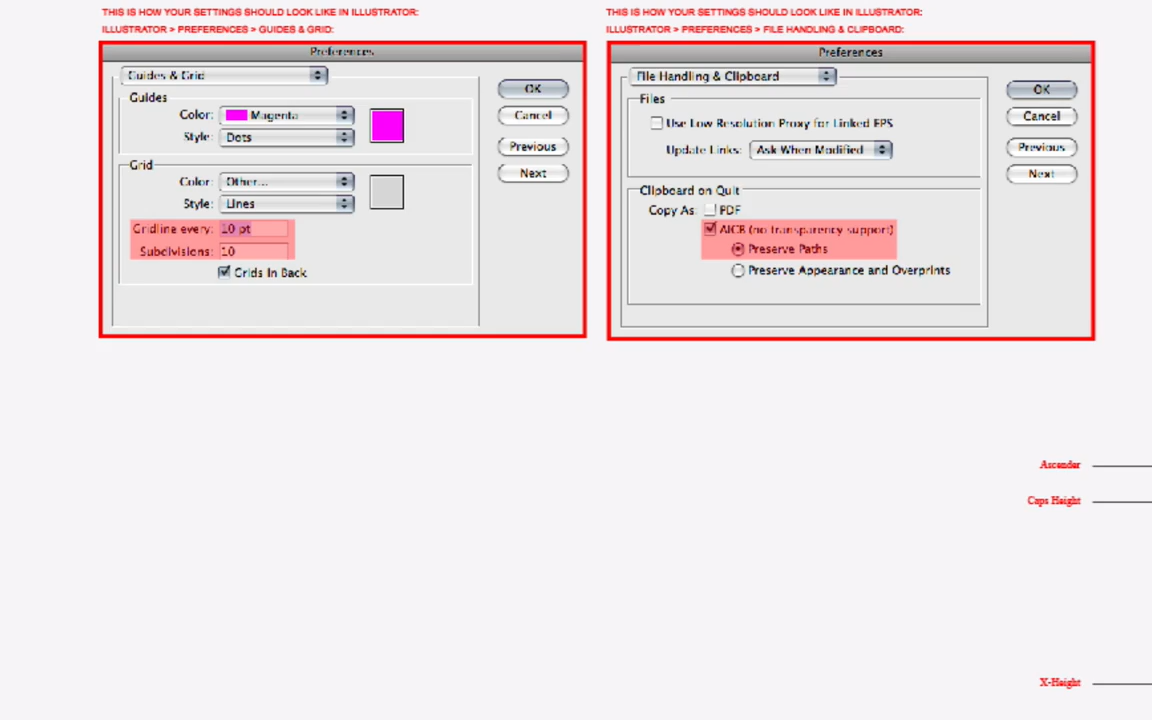 THIS IS HOW YOUR SETTINGS SHOULD LOOK LIKE IN ILLUSTRATOR:
ILLUSTRATOR > PREFERENCES > GUIDES & GRID:
Preferences
Guides & Grid
Guides
Color: Magenta
Style: Dots
Grid
Color: Other...
Style: Lines
Gridline every: 10 pt
Subdivisions: 10
Grids In Back
OK
Cancel
Previous
Next
THIS IS HOW YOUR SETTINGS SHOULD LOOK LIKE IN ILLUSTRATOR:
ILLUSTRATOR > PREFERENCES > FILE HANDLING & CLIPBOARD:
Preferences
File Handling & Clipboard
Files
Use Low Resolution Proxy for Linked EPS
Update Links: Ask When Modified
Clipboard on Quit
Copy As: PDF
AICB (no transparency support)
Preserve Paths
Preserve Appearance and Overprints
OK
Cancel
Previous
Next
Ascender
Caps Height
X-Height